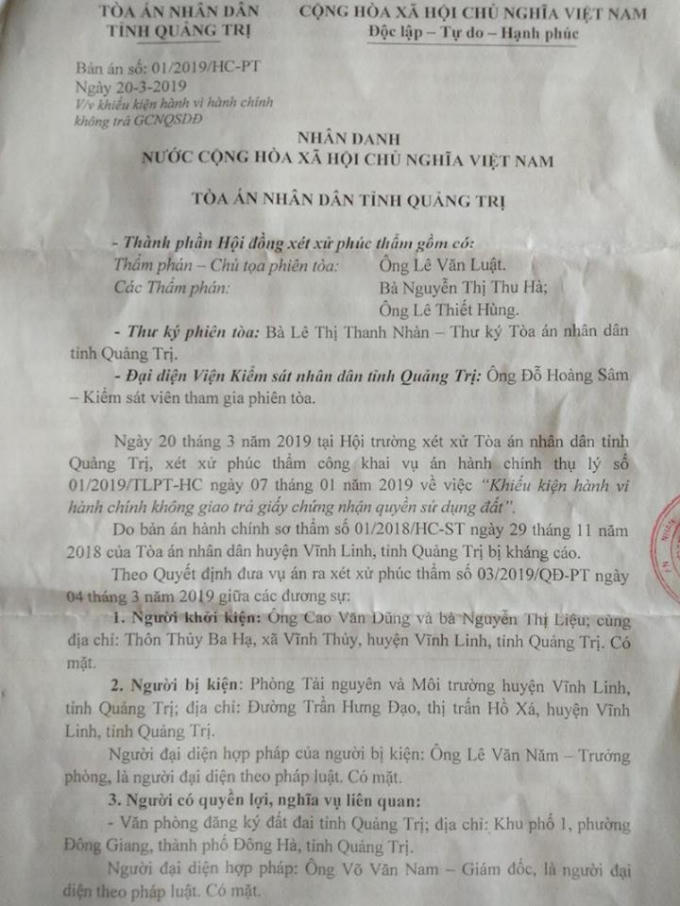 TÒA ÁN NHÂN DÂN
TỈNH QUẢNG TRỊ
CỘNG HÒA XÃ HỘI CHỦ NGHĨA VIỆT NAM
Độc lập – Tự do – Hạnh phúc
Bản án số: 01/2019/HC-PT
Ngày 20-3-2019
V/v khiếu kiện hành vi hành chính
không trả GCNQSDĐ
NHÂN DANH
NƯỚC CỘNG HÒA XÃ HỘI CHỦ NGHĨA VIỆT NAM
TÒA ÁN NHÂN DÂN TỈNH QUẢNG TRỊ
- Thành phần Hội đồng xét xử phúc thẩm gồm có:
Thẩm phán – Chủ tọa phiên tòa: Ông Lê Văn Luật.
Các Thẩm phán: Bà Nguyễn Thị Thu Hà;
Ông Lê Thiết Hùng.
- Thư ký phiên tòa: Bà Lê Thị Thanh Nhàn – Thư ký Tòa án nhân dân
tỉnh Quảng Trị.
- Đại diện Viện Kiểm sát nhân dân tỉnh Quảng Trị: Ông Đỗ Hoàng Sâm
– Kiểm sát viên tham gia phiên tòa.
Ngày 20 tháng 3 năm 2019 tại Hội trường xét xử Tòa án nhân dân tỉnh
Quảng Trị, xét xử phúc thẩm công khai vụ án hành chính thụ lý số
01/2019/TLPT-HC ngày 07 tháng 01 năm 2019 về việc “Khiếu kiện hành vi
hành chính không giao trả giấy chứng nhận quyền sử dụng đất”.
Do bản án hành chính sơ thẩm số 01/2018/HC-ST ngày 29 tháng 11 năm
2018 của Tòa án nhân dân huyện Vĩnh Linh, tỉnh Quảng Trị bị kháng cáo.
Theo Quyết định đưa vụ án ra xét xử phúc thẩm số 03/2019/QĐ-PT ngày
04 tháng 3 năm 2019 giữa các đương sự:
1. Người khởi kiện: Ông Cao Văn Dũng và bà Nguyễn Thị Liệu; cùng
địa chỉ: Thôn Thủy Ba Hạ, xã Vĩnh Thủy, huyện Vĩnh Linh, tỉnh Quảng Trị. Có
mặt.
2. Người bị kiện: Phòng Tài nguyên và Môi trường huyện Vĩnh Linh,
tỉnh Quảng Trị; địa chỉ: Đường Trần Hưng Đạo, thị trấn Hồ Xá, huyện Vĩnh
Linh, tỉnh Quảng Trị.
Người đại diện hợp pháp của người bị kiện: Ông Lê Văn Năm – Trưởng
phòng, là người đại diện theo pháp luật. Có mặt.
3. Người có quyền lợi, nghĩa vụ liên quan:
- Văn phòng đăng ký đất đai tỉnh Quảng Trị; địa chỉ: Khu phố 1, phường
Đông Giang, thành phố Đông Hà, tỉnh Quảng Trị.
Người đại diện hợp pháp: Ông Võ Văn Nam – Giám đốc, là người đại
diện theo pháp luật. Có mặt.